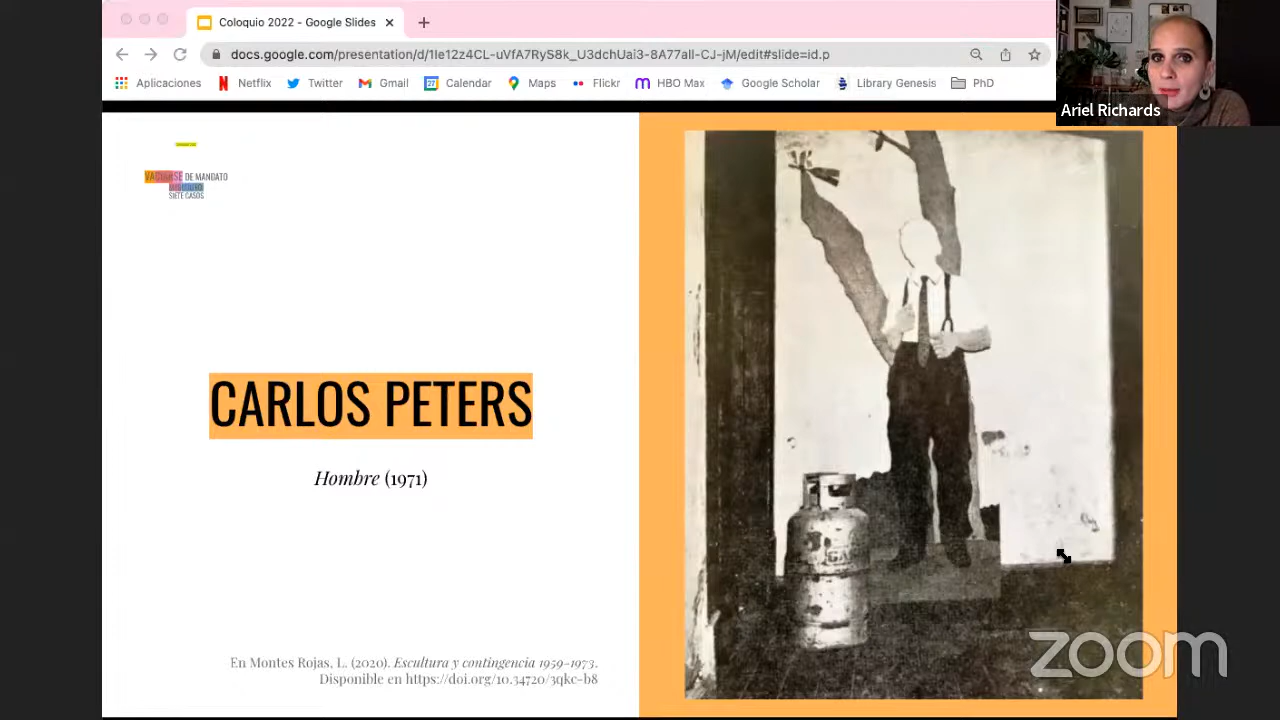 Coloquio 2022 - Google Slides
docs.google.com/presentation/d/1Ie12z4CL-uVfA7RyS8k_U3dchUai3-8A77all-CJ-jM/edit#slide=id.p
Aplicaciones Netflix Twitter Gmail Calendar Maps Flickr HBO Max Google Scholar Library Genesis PhD
Ariel Richards
DE MANDATO
SIETE CASOS
CARLOS PETERS
Hombre (1971)
GAS
En Montes Rojas, L. (2020). Escultura y contingencia 1959-1973.
Disponible en https://doi.org/10.34720/3qkc-b8
zoom